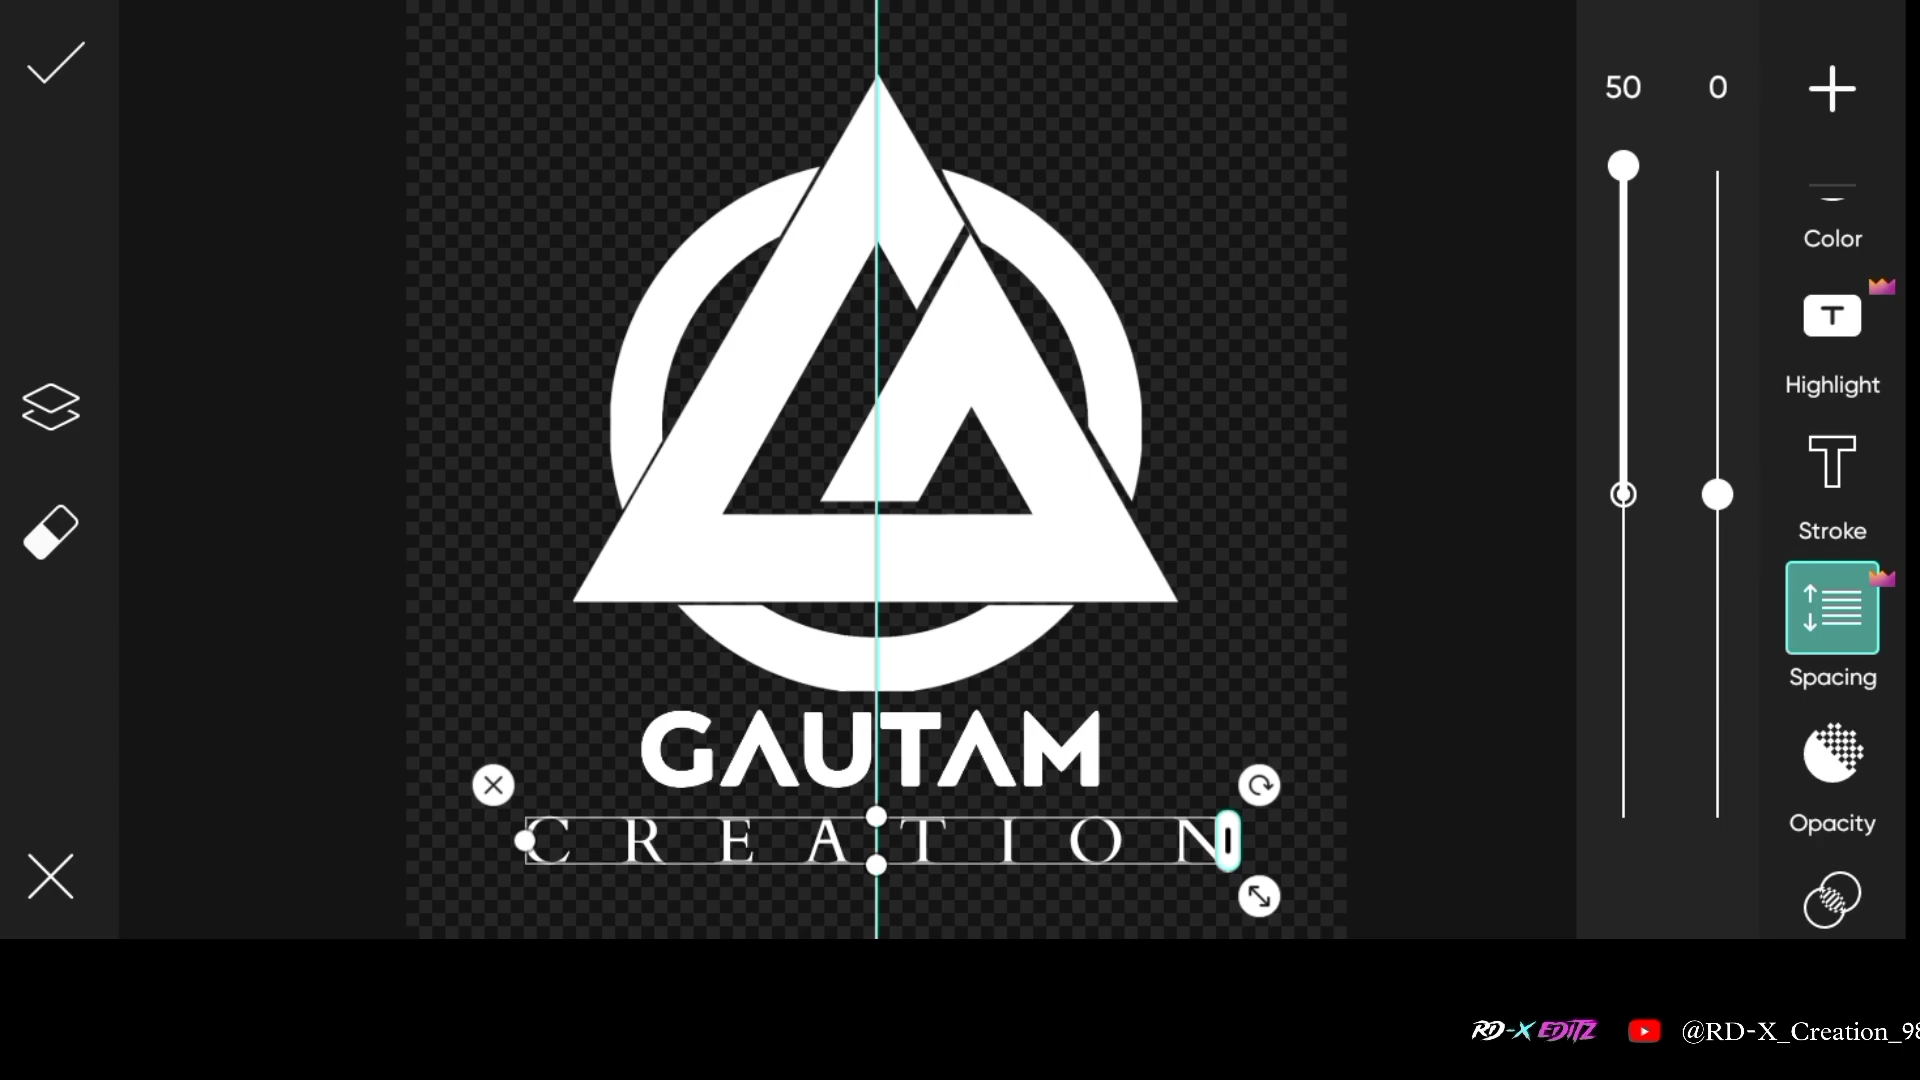 50 0
Color
Highlight
Stroke
Spacing
Opacity
GAUTAM
CREATION
RD-X EDITZ @RD-X_Creation_98